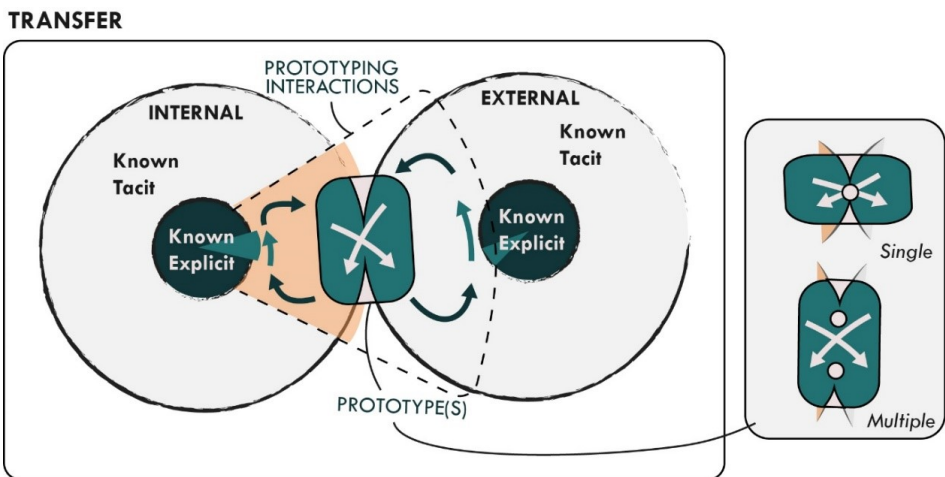 TRANSFER
PROTOTYPING
INTERACTIONS
INTERNAL
Known
Tacit
Known
Explicit
EXTERNAL
Known
Tacit
Known
Explicit
PROTOTYPE(S)
Single
Multiple